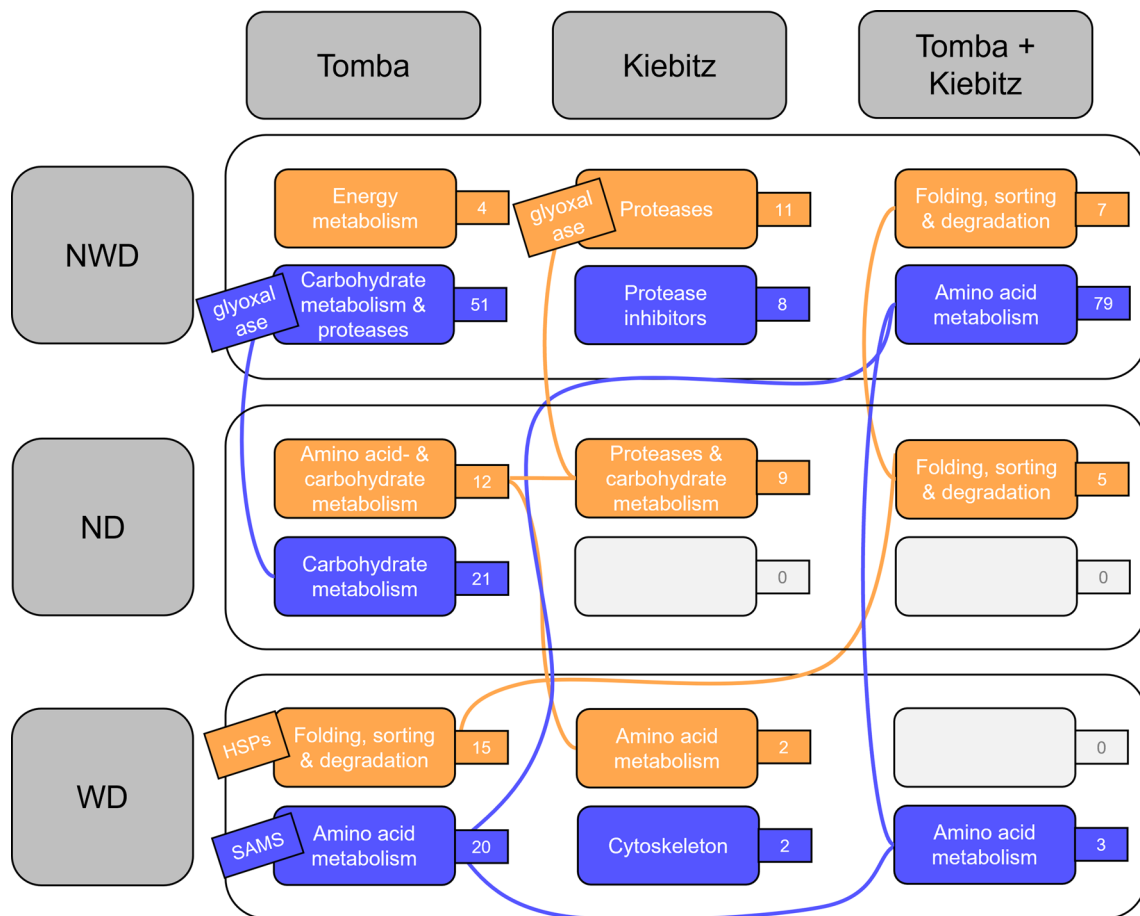 Tomba
Kiebitz
Tomba +
Kiebitz
NWD
Energy
metabolism
4
glyoxal
ase
Proteases
11
Folding, sorting
& degradation
7
glyoxal
ase
Carbohydrate
metabolism &
proteases
51
Protease
inhibitors
8
Amino acid
metabolism
79
ND
Amino acid- &
carbohydrate
metabolism
12
Proteases &
carbohydrate
metabolism
9
Folding, sorting
& degradation
5
Carbohydrate
metabolism
21
0
0
WD
HSPs
Folding, sorting
& degradation
15
Amino acid
metabolism
2
0
SAMS
Amino acid
metabolism
20
Cytoskeleton
2
Amino acid
metabolism
3